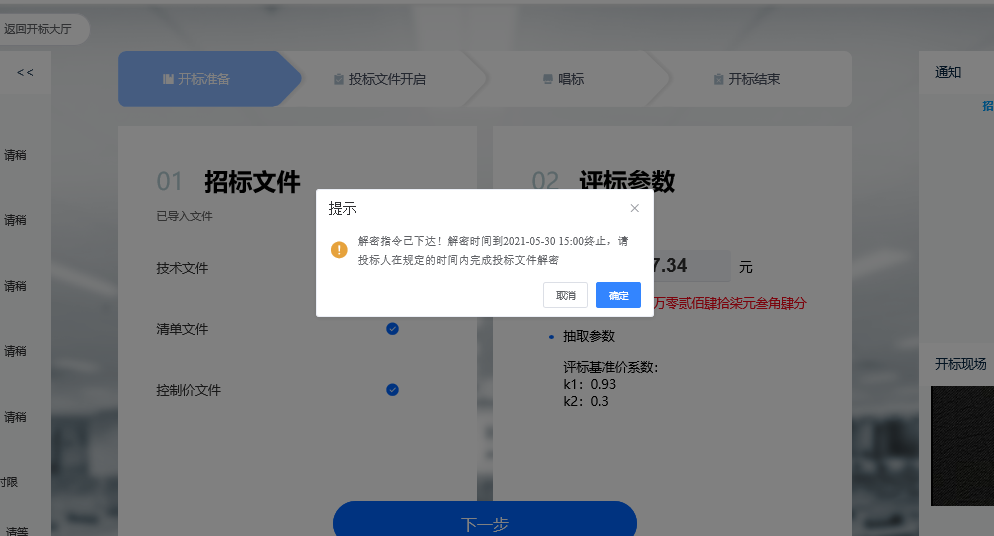 返回开标大厅
<<
开标准备
投标文件开启
唱标
开标结束
通知
招
请稍
请稍
请稍
请稍
请稍
时限
请等
01 招标文件
已导入文件
技术文件
清单文件
控制价文件
02 评标参数
7.34 元
万零贰佰肆拾柒元叁角肆分
抽取参数
评标基准价系数：
k1：0.93
k2：0.3
提示
解密指令已下达！解密时间到2021-05-30 15:00终止，请
投标人在规定的时间内完成投标文件解密
取消
确定
下一步
开标现场